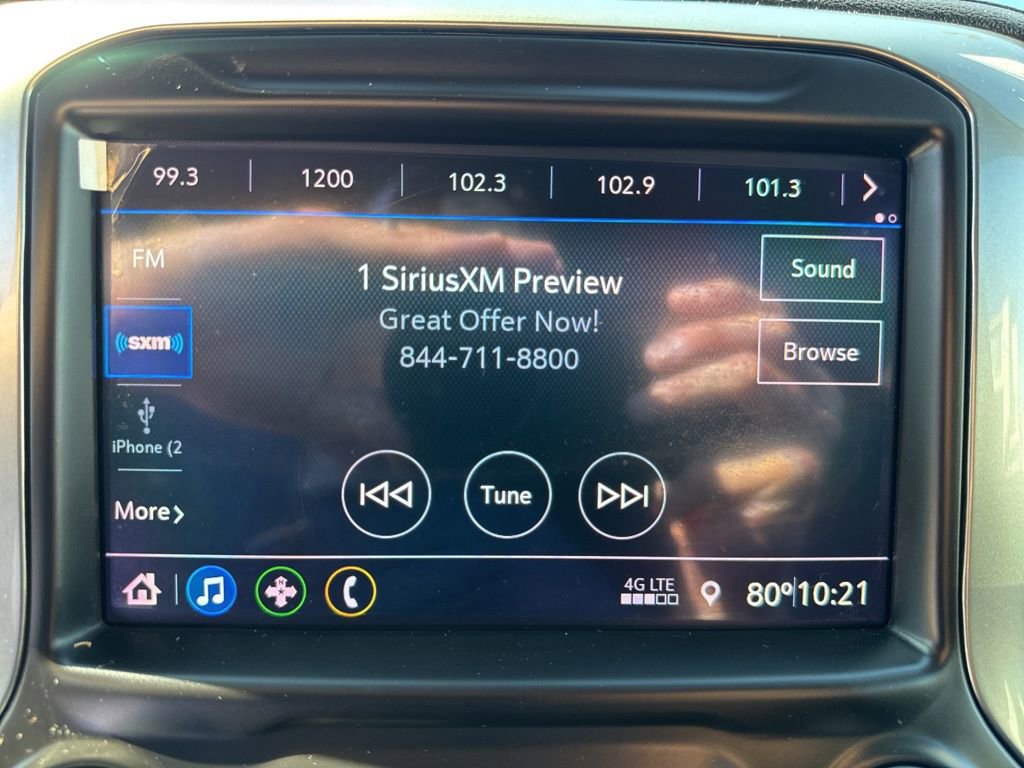 99.3 1200 102.3 102.9 101.3
FM
1 SiriusXM Preview
Sound
Great Offer Now!
sxm
844-711-8800
Browse
iPhone (2
More
Tune
N
4G LTE
80° 10:21